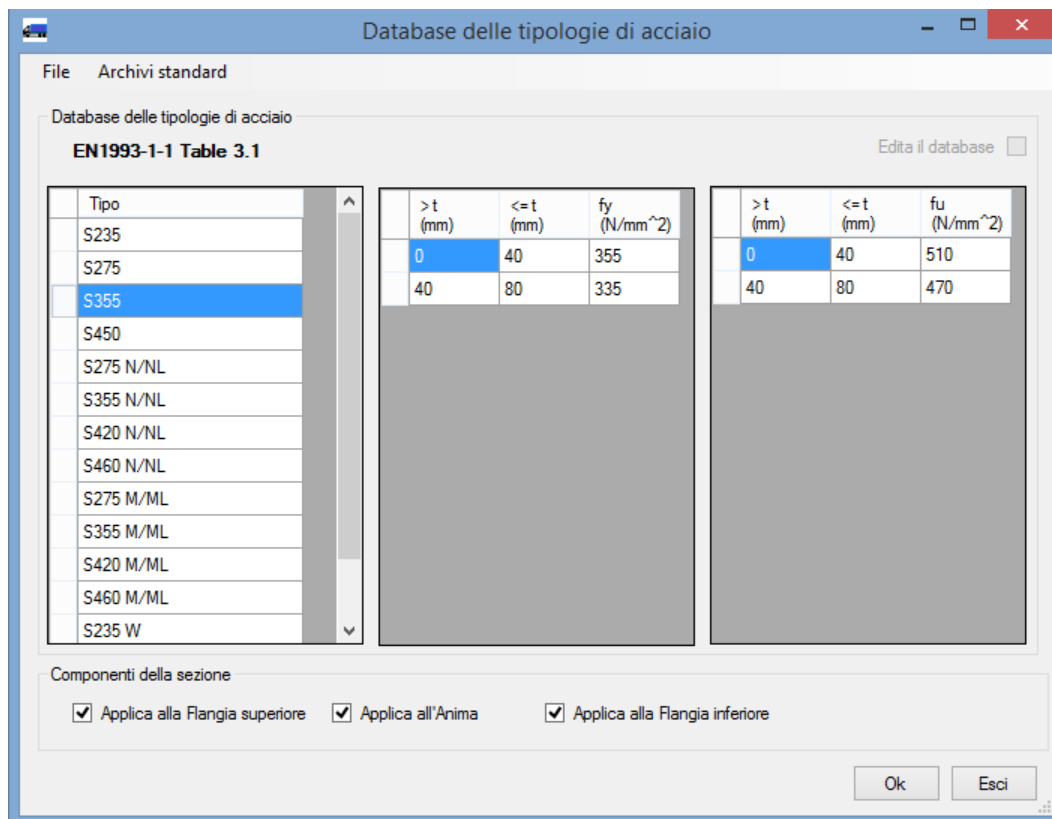 Database delle tipologie di acciaio
File Archivi standard
Database delle tipologie di acciaio
EN1993-1-1 Table 3.1
Edita il database
Tipo
S235
S275
S355
S450
S275 N/NL
S355 N/NL
S420 N/NL
S460 N/NL
S275 M/ML
S355 M/ML
S420 M/ML
S460 M/ML
S235 W
> t <= t fy
(mm) (mm) (N/mm^2)
0 40 355
40 80 335
> t <= t fu
(mm) (mm) (N/mm^2)
0 40 510
40 80 470
Componenti della sezione
Applica alla Flangia superiore Applica all'Anima Applica alla Flangia inferiore
Ok Esci